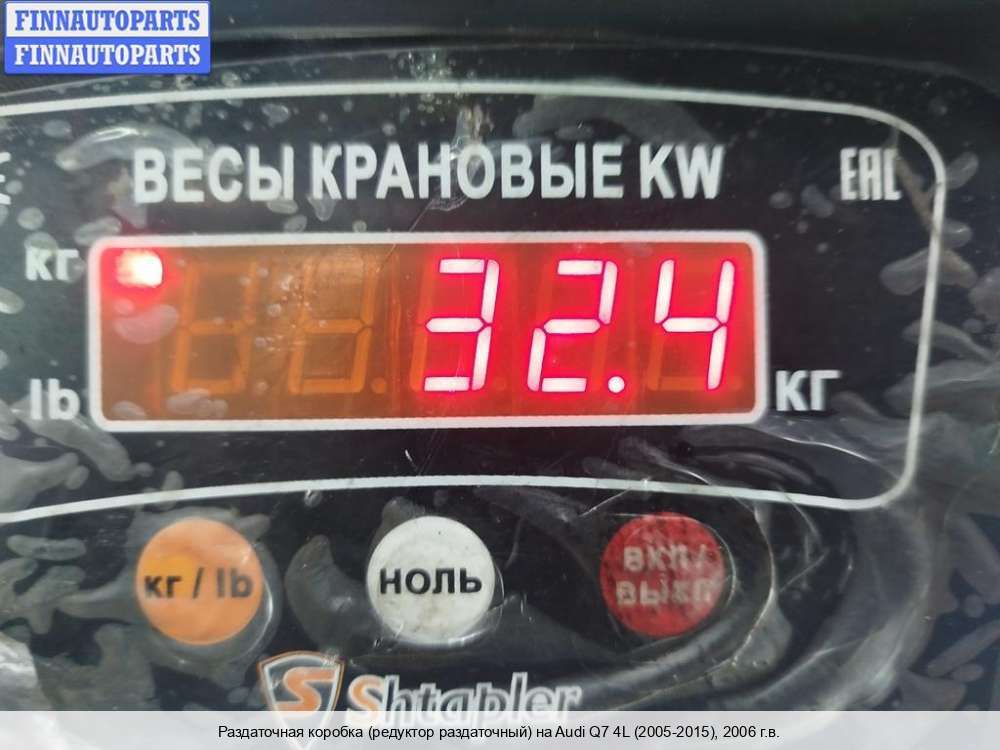 FINNAUTOPARTS
FINNAUTOPARTS
ВЕСЫ КРАНОВЫЕ KW
EAC
кг
32.4
lb
КГ
кг / lb
НОЛЬ
ВКЛ/
ВЫКЛ
Shtapler
Раздаточная коробка (редуктор раздаточный) на Audi Q7 4L (2005-2015), 2006 г.в.